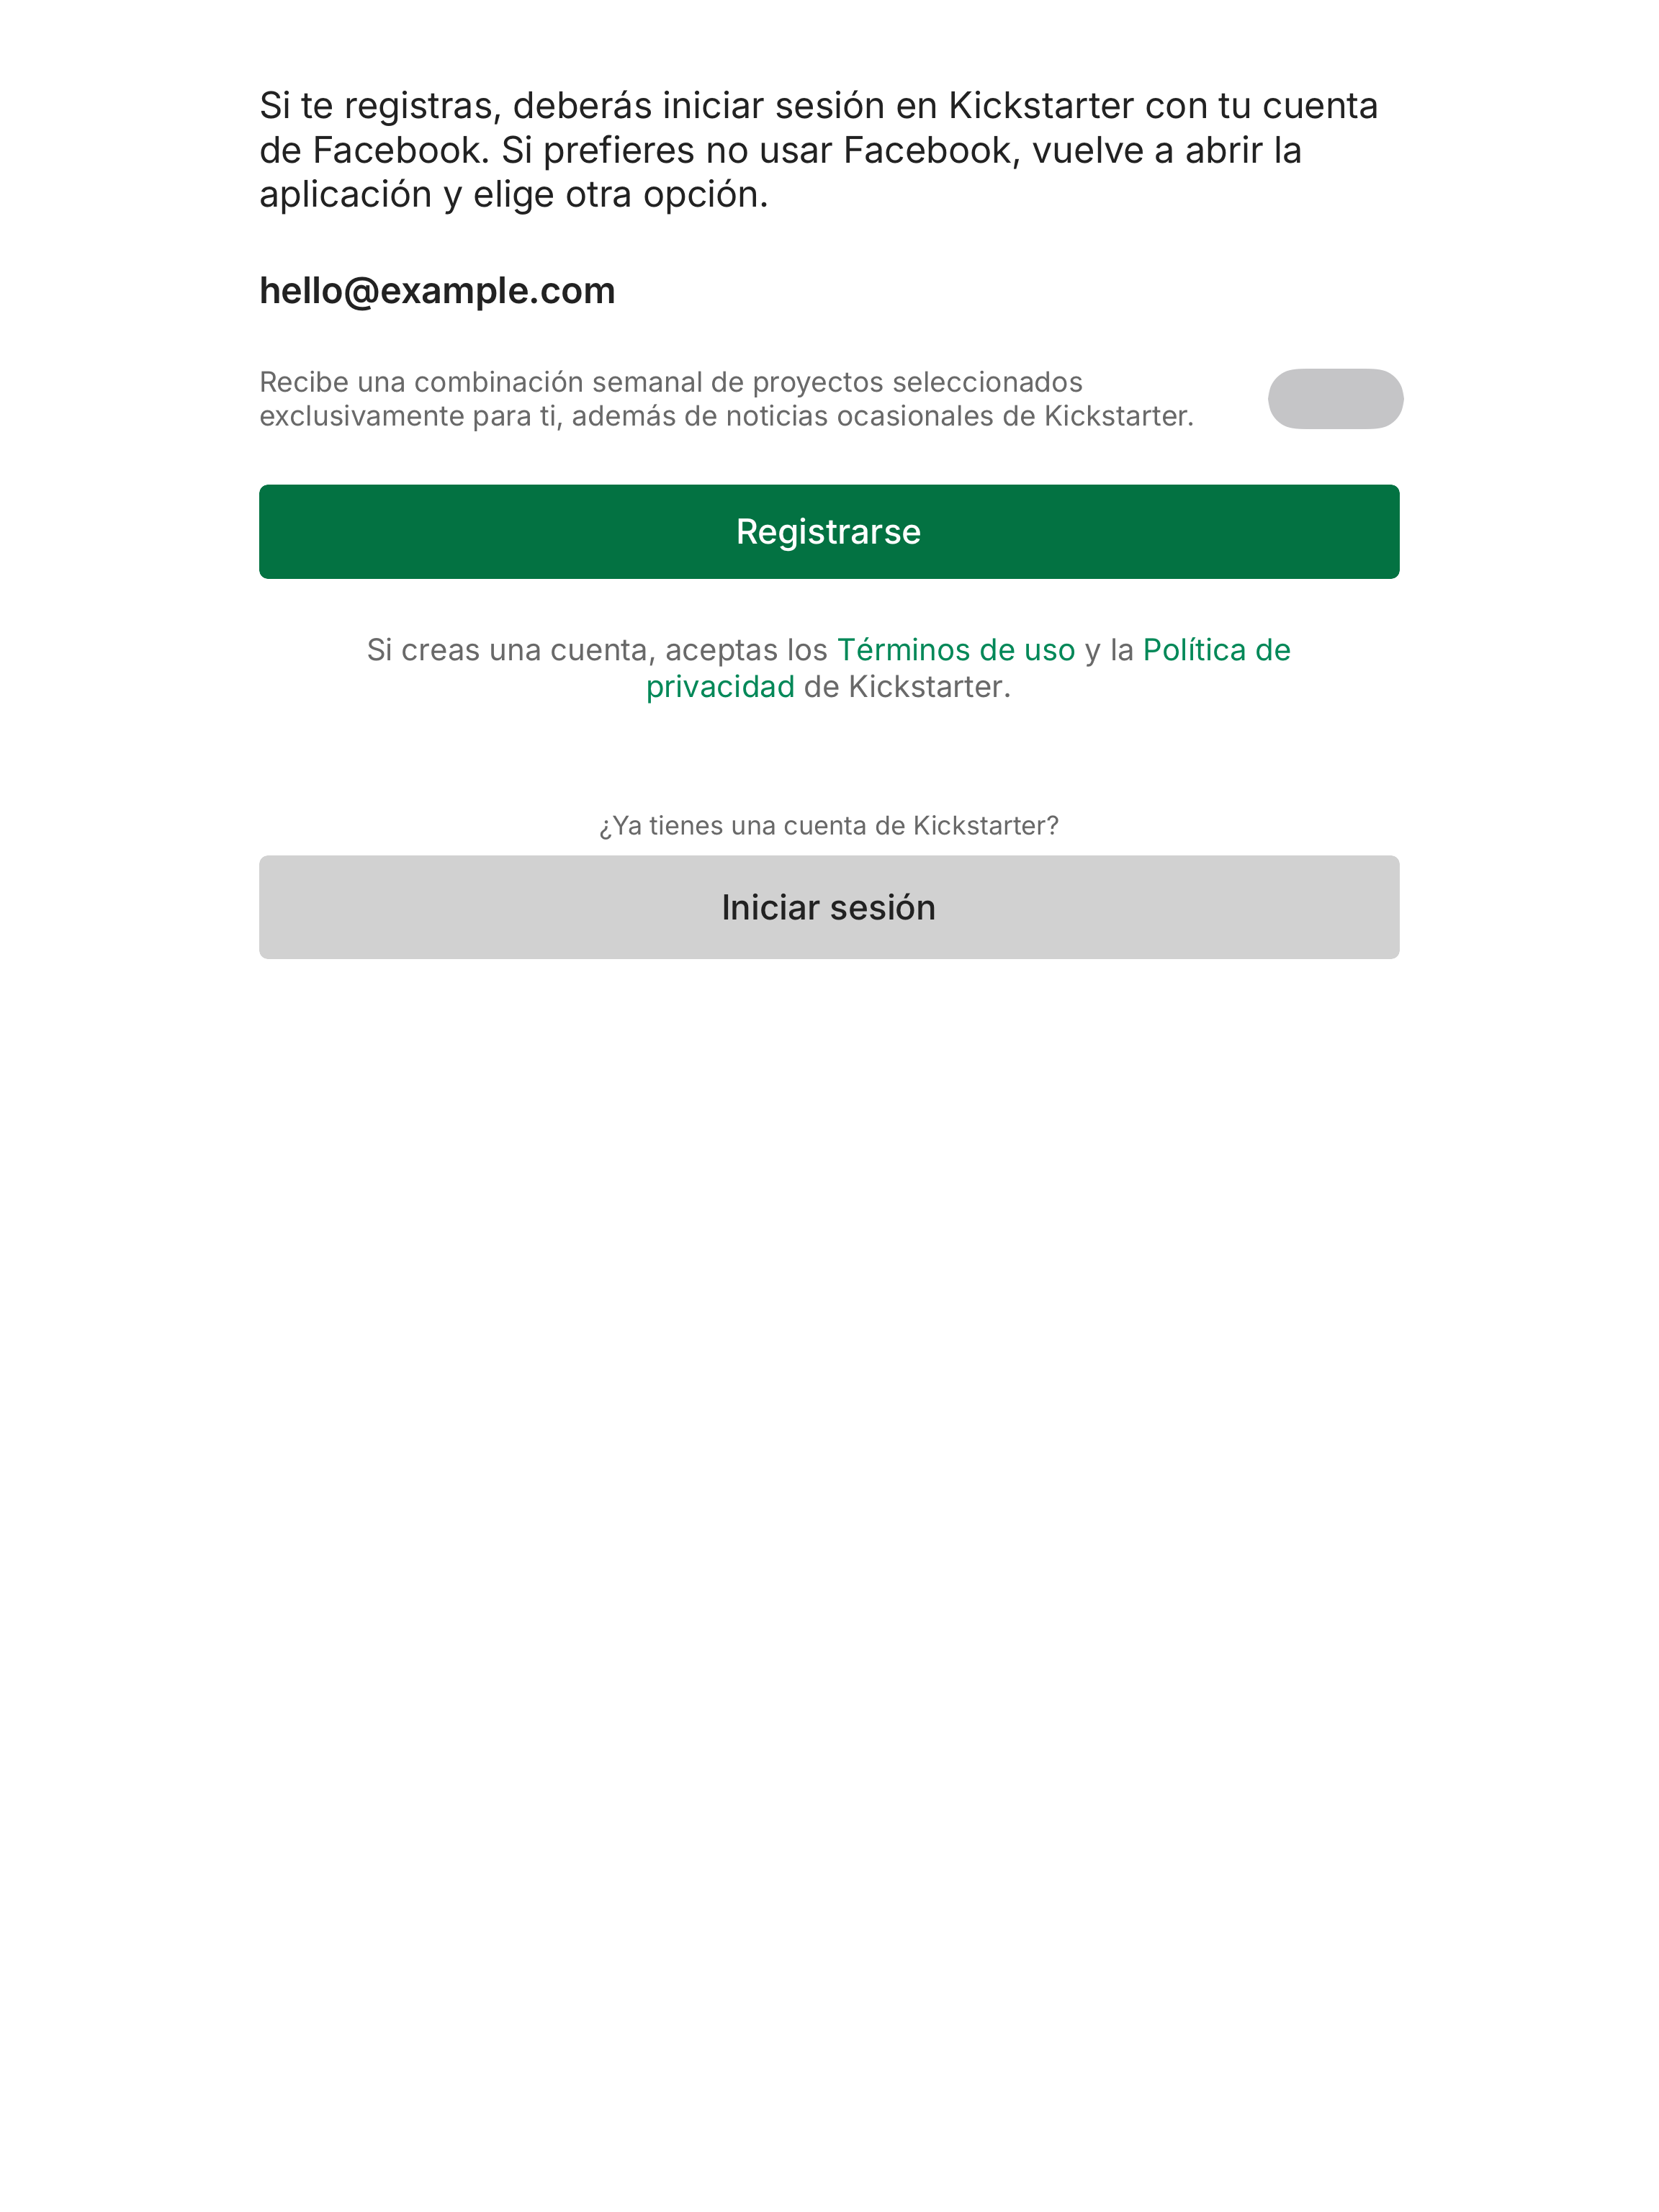 Si te registras, deberás iniciar sesión en Kickstarter con tu cuenta
de Facebook. Si prefieres no usar Facebook, vuelve a abrir la
aplicación y elige otra opción.
hello@example.com
Recibe una combinación semanal de proyectos seleccionados
exclusivamente para ti, además de noticias ocasionales de Kickstarter.
Registrarse
Si creas una cuenta, aceptas los Términos de uso y la Política de
privacidad de Kickstarter.
¿Ya tienes una cuenta de Kickstarter?
Iniciar sesión